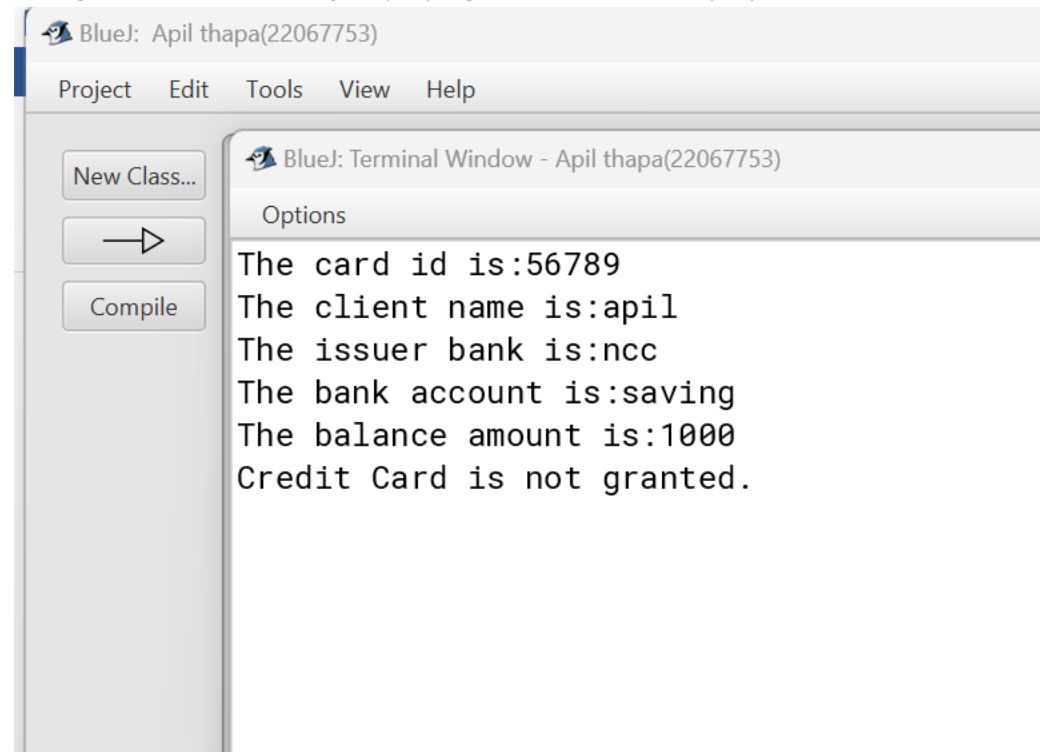 BlueJ: Apil thapa(22067753)
Project Edit Tools View Help
New Class...
Compile
BlueJ: Terminal Window - Apil thapa(22067753)
Options
The card id is:56789
The client name is:apil
The issuer bank is:ncc
The bank account is:saving
The balance amount is:1000
Credit Card is not granted.